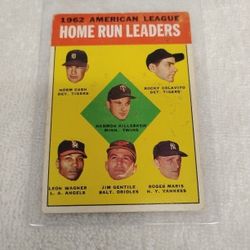 1962 AMERICAN LEAGUE
HOME RUN LEADERS
NORM CASH
DET. TIGERS
ROCKY COLAVITO
DET. TIGERS
HARMON KILLEBREW
MINN. TWINS
LEON WAGNER
L. A. ANGELS
JIM GENTILE
BALT. ORIOLES
ROGER MARIS
N. Y. YANKEES